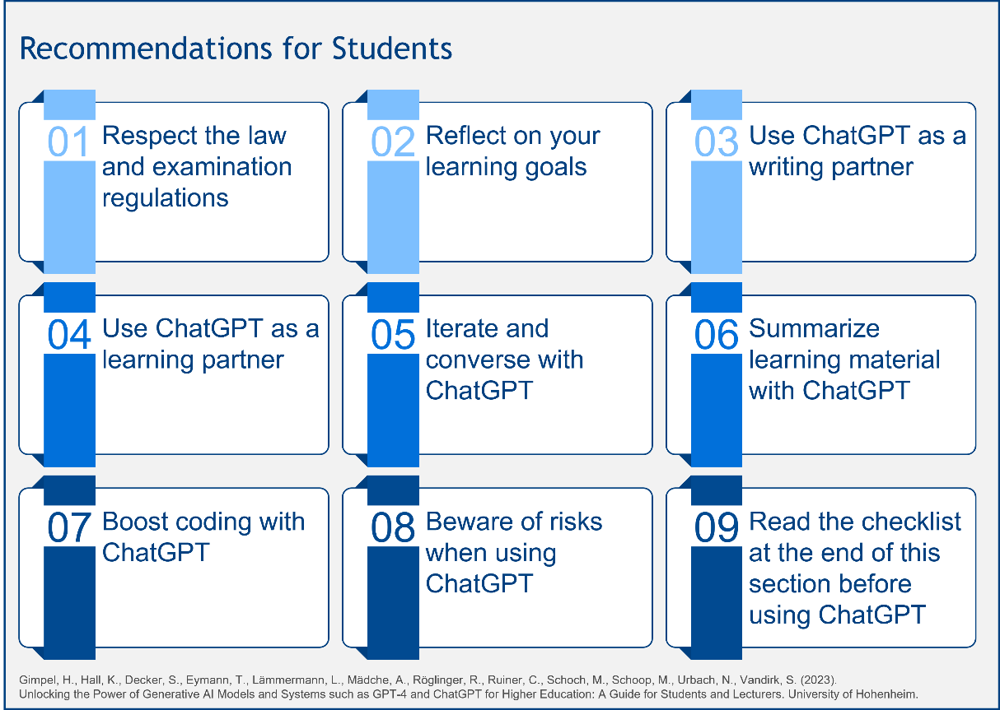 Recommendations for Students
01
Respect the law
and examination
regulations
02
Reflect on your
learning goals
03
Use ChatGPT as a
writing partner
04
Use ChatGPT as a
learning partner
05
Iterate and
converse with
ChatGPT
06
Summarize
learning material
with ChatGPT
07
Boost coding with
ChatGPT
08
Beware of risks
when using
ChatGPT
09
Read the checklist
at the end of this
section before
using ChatGPT
Gimpel, H., Hall, K., Decker, S., Eymann, T., Lämmermann, L., Mädche, A., Röglinger, R., Ruiner, C., Schoch, M., Schoop, M., Urbach, N., Vandirk, S. (2023).
Unlocking the Power of Generative AI Models and Systems such as GPT-4 and ChatGPT for Higher Education: A Guide for Students and Lecturers. University of Hohenheim.